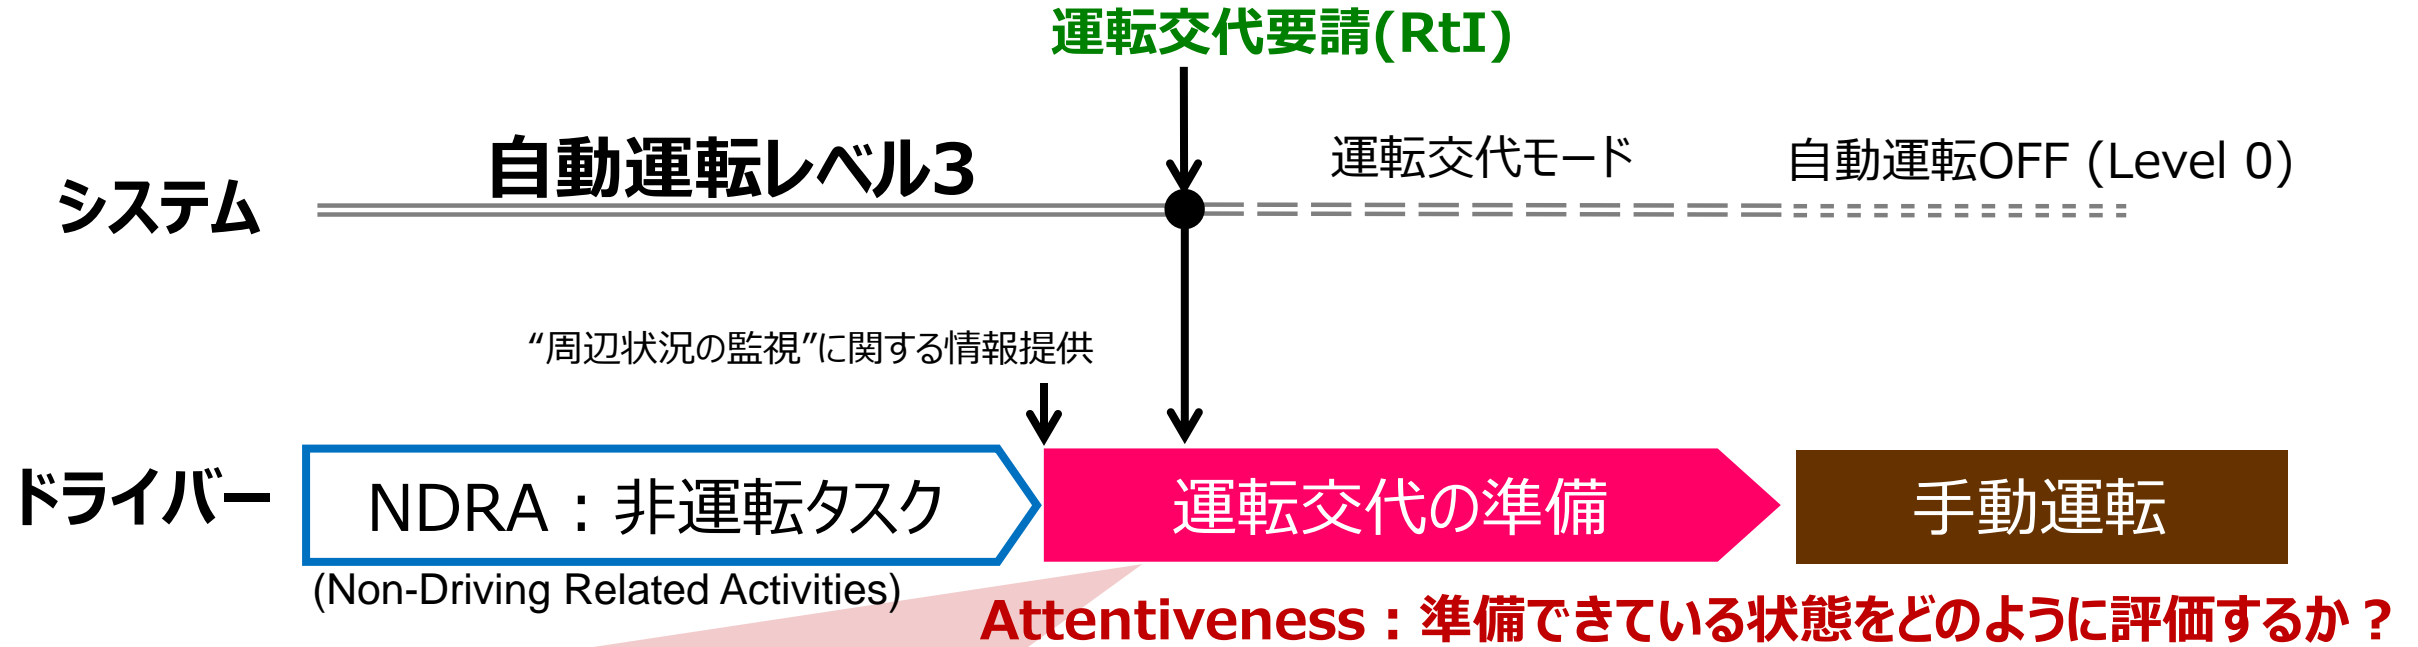 運転交代要請(RtI)
自動運転レベル3
運転交代モード
自動運転OFF (Level 0)
システム
“周辺状況の監視”に関する情報提供
ドライバー
NDRA：非運転タスク
運転交代の準備
手動運転
(Non-Driving Related Activities)
Attentiveness：準備できている状態をどのように評価するか？